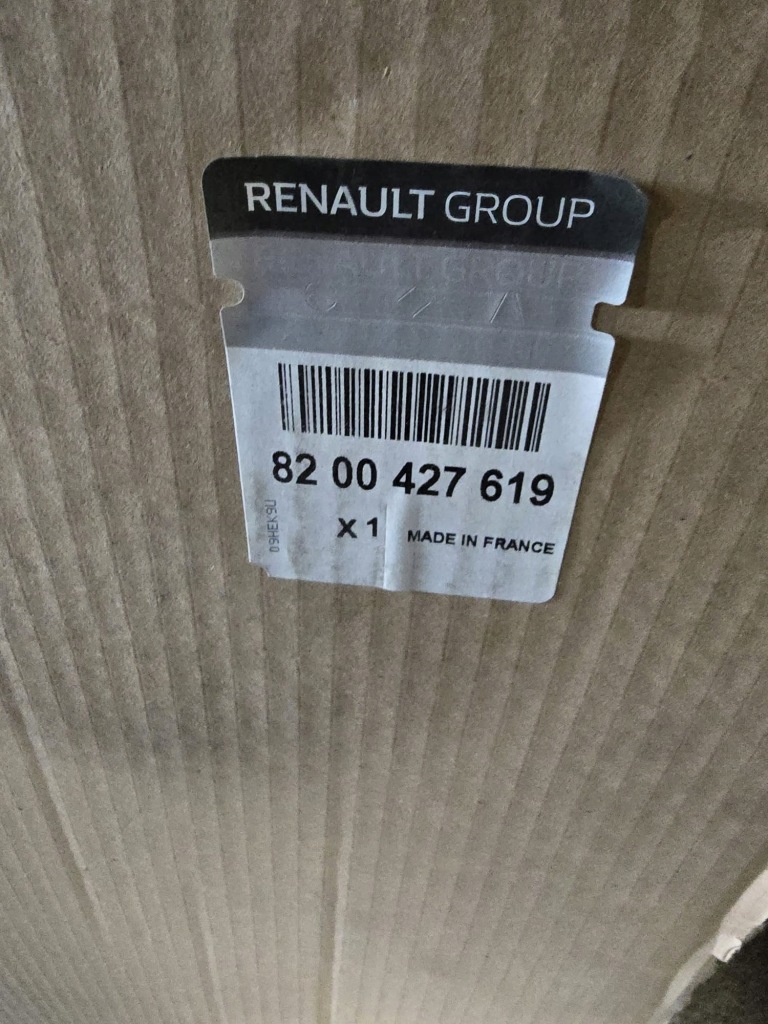 RENAULT GROUP
82 00 427 619
X 1
MADE IN FRANCE